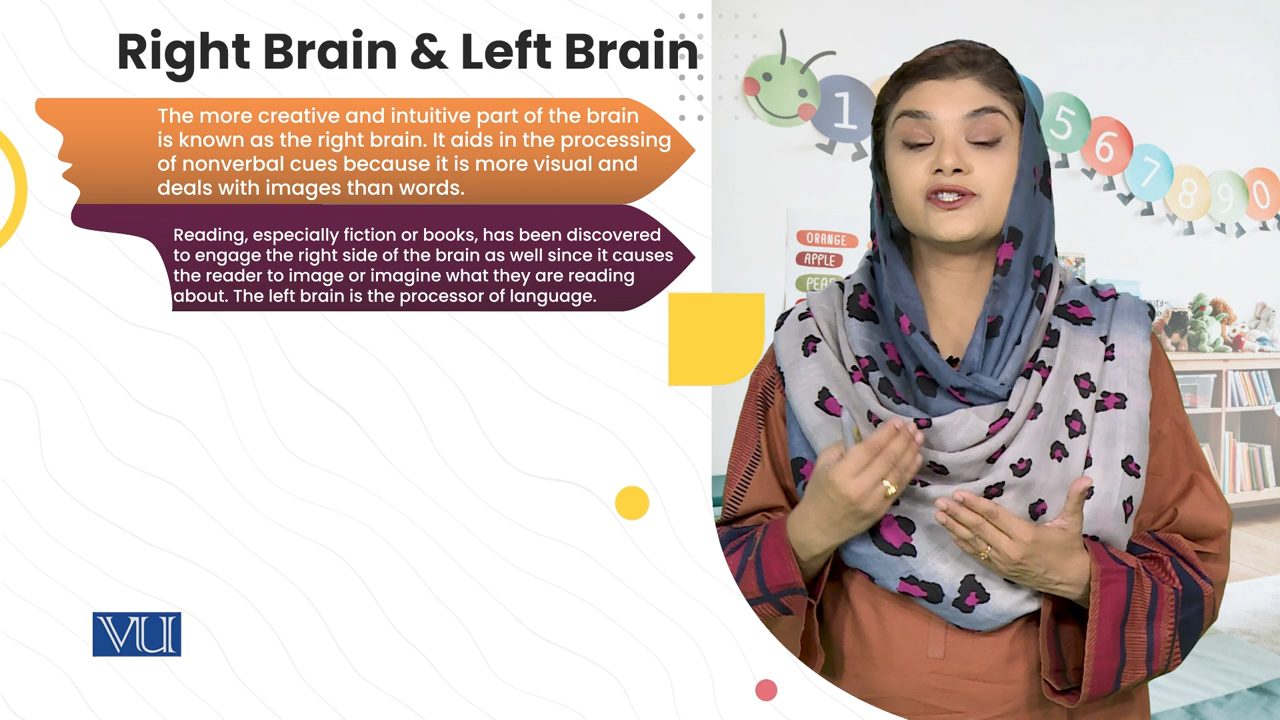 Right Brain & Left Brain
The more creative and intuitive part of the brain
is known as the right brain. It aids in the processing
of nonverbal cues because it is more visual and
deals with images than words.
Reading, especially fiction or books, has been discovered
to engage the right side of the brain as well since it causes
the reader to image or imagine what they are reading
about. The left brain is the processor of language.
VU
1 5 6 7 8 9 0
ORANGE
APPLE